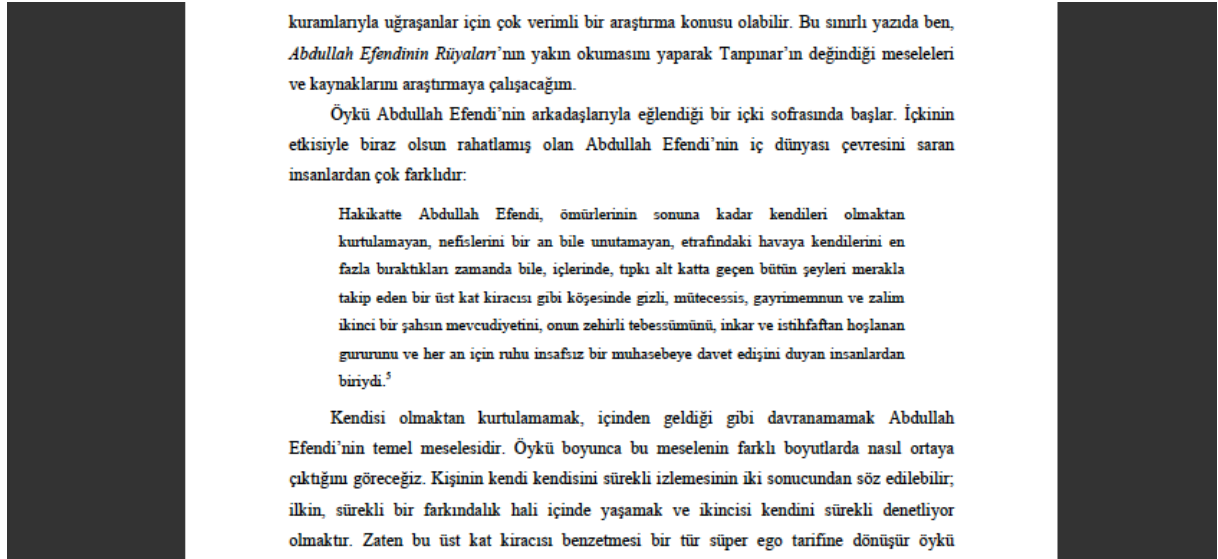 kuramlarıyla uğraşanlar için çok verimli bir araştırma konusu olabilir. Bu sınırlı yazıda ben,
Abdullah Efendinin Rüyaları’nın yakın okumasını yaparak Tanpınar’ın değindiği meseleleri
ve kaynaklarını araştırmaya çalışacağım.
Öykü Abdullah Efendi’nin arkadaşlarıyla eğlendiği bir içki sofrasında başlar. İçkinin
etkisiyle biraz olsun rahatlamış olan Abdullah Efendi’nin iç dünyası çevresini saran
insanlardan çok farklıdır:
Hakikatte Abdullah Efendi, ömürlerinin sonuna kadar kendileri olmaktan
kurtulamayan, nefislerini bir an bile unutamayan, etrafındaki havaya kendilerini en
fazla bıraktıkları zamanda bile, içlerinde, tıpkı alt katta geçen bütün şeyleri merakla
takip eden bir üst kat kiracısı gibi köşesinde gizli, mütecessis, gayrimemnun ve zalim
ikinci bir şahsın mevcudiyetini, onun zehirli tebessümünü, inkar ve istihfaftan hoşlanan
gururunu ve her an için ruhu insafsız bir muhasebeye davet edişini duyan insanlardan
biriydi.5
Kendisi olmaktan kurtulamamak, içinden geldiği gibi davranamamak Abdullah
Efendi’nin temel meselesidir. Öykü boyunca bu meselenin farklı boyutlarda nasıl ortaya
çıktığını göreceğiz. Kişinin kendi kendisini sürekli izlemesinin iki sonucundan söz edilebilir;
ilkin, sürekli bir farkındalık hali içinde yaşamak ve ikincisi kendini sürekli denetliyor
olmaktır. Zaten bu üst kat kiracısı benzetmesi bir tür süper ego tarifine dönüşür öykü